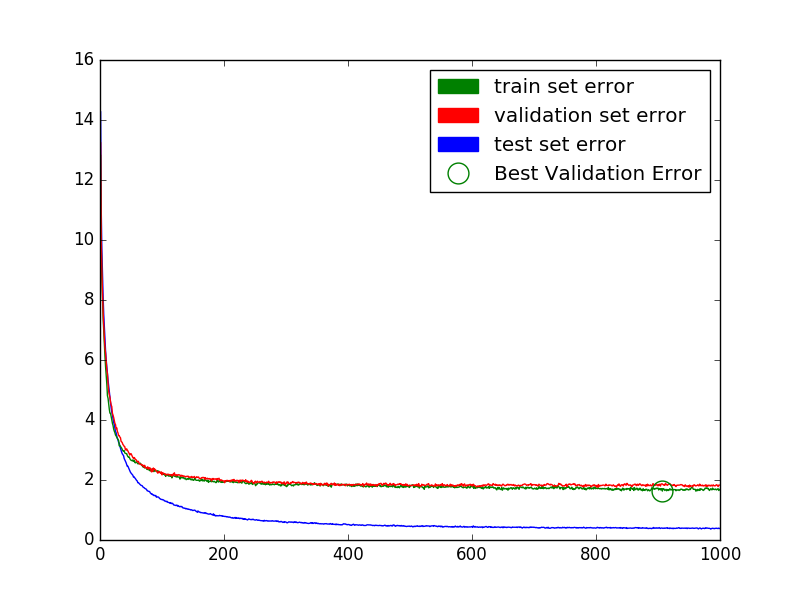 16
14
12
10
8
6
4
2
0
train set error
validation set error
test set error
Best Validation Error
0 200 400 600 800 1000